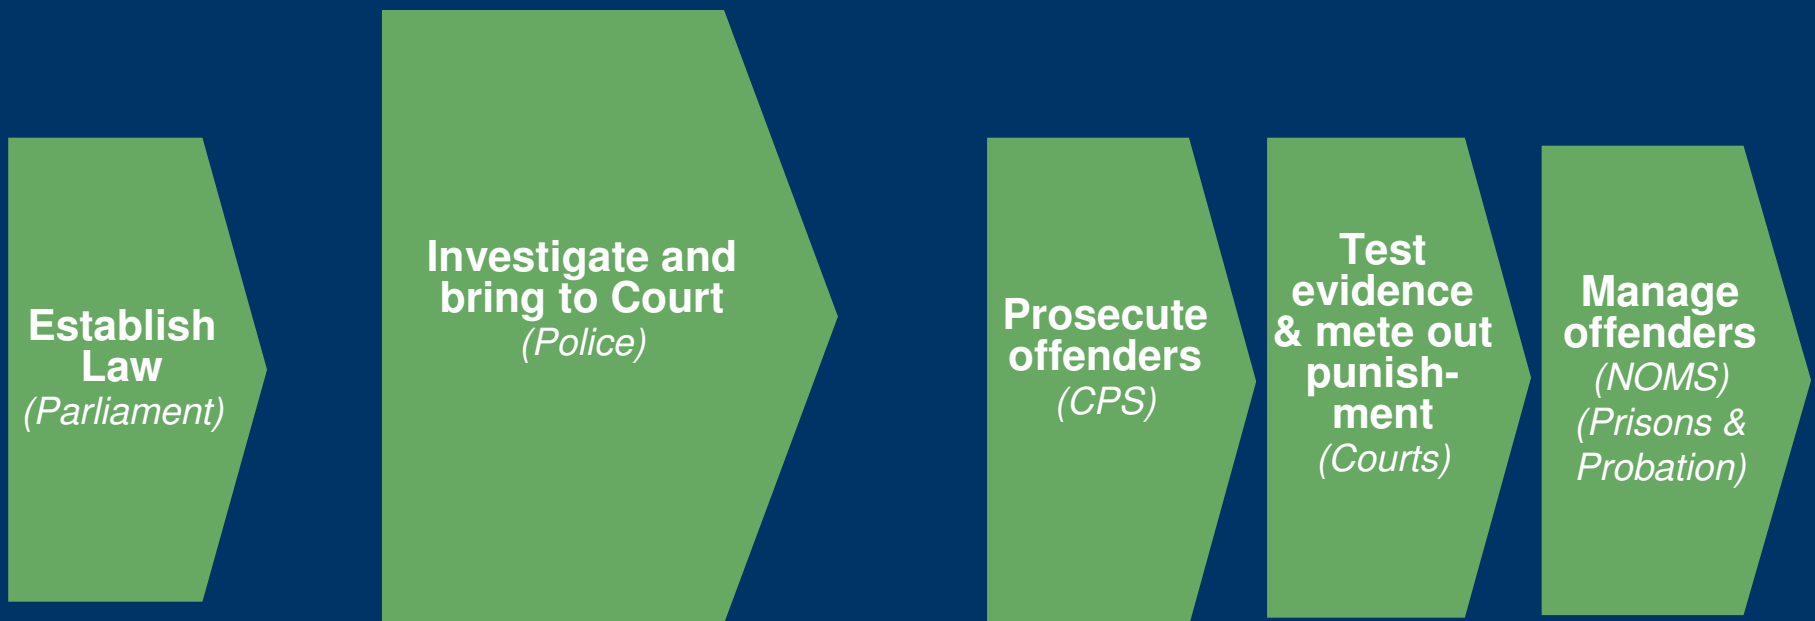 Establish
Law
(Parliament)
Investigate and
bring to Court
(Police)
Prosecute
offenders
(CPS)
Test
evidence
& mete out
punish-
ment
(Courts)
Manage
offenders
(NOMS)
(Prisons &
Probation)